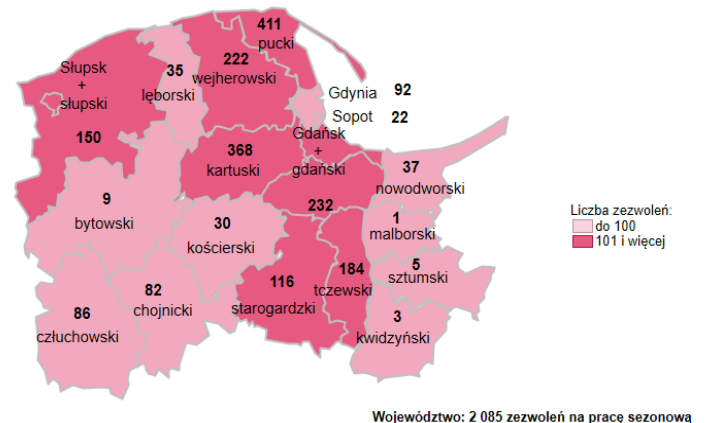 411
pucki
222
wejherowski
35
lęborski
Słupsk
+
słupski
150
Gdynia 92
Sopot 22
Gdańsk
+
gdański
232
368
kartuski
37
nowodworski
9
bytowski
30
kościerski
1
malborski
5
sztumski
116
starogardzki
184
tczewski
82
chojnicki
86
człuchowski
3
kwidzyński
Liczba zezwoleń:
do 100
101 i więcej
Województwo: 2 085 zezwoleń na pracę sezonową